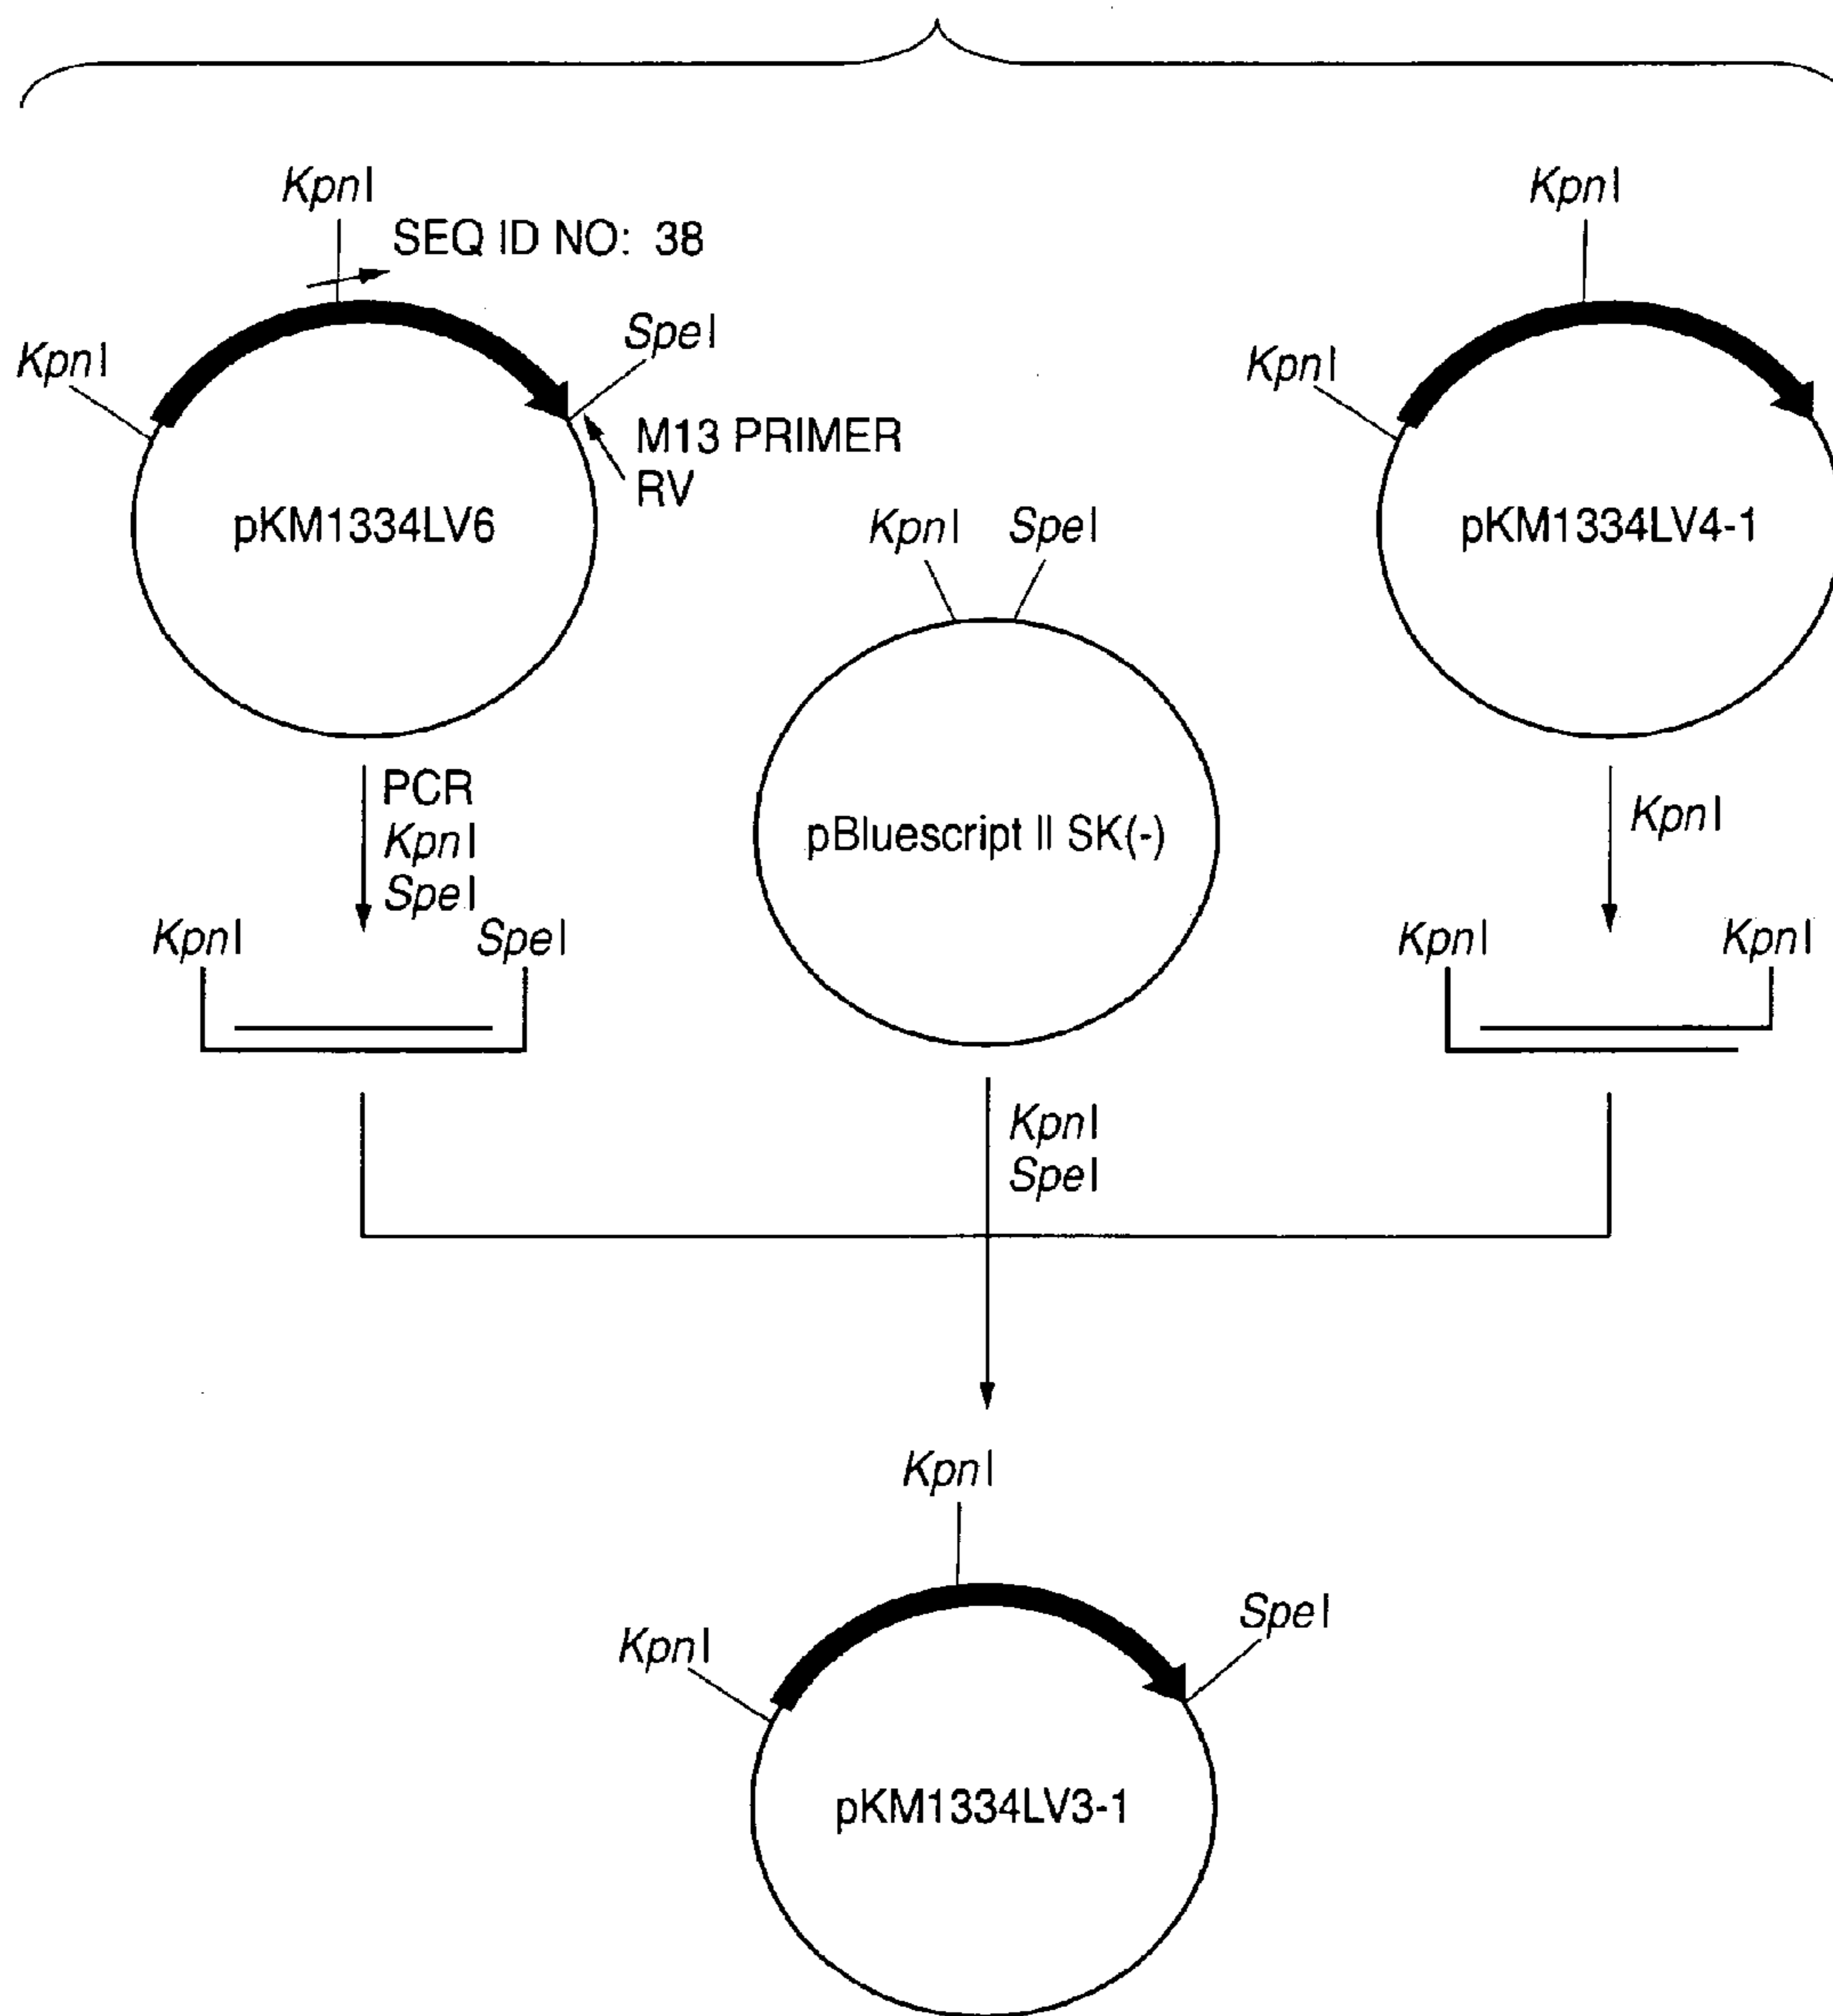 KpnI
SEQ ID NO: 38
KpnI
SpeI
M13 PRIMER
RV
pKM1334LV6
KpnI
KpnI
pKM1334LV4-1
KpnI SpeI
pBluescript II SK(-)
PCR
KpnI
SpeI
KpnI
KpnI SpeI
KpnI KpnI
KpnI
SpeI
KpnI
KpnI
SpeI
pKM1334LV3-1